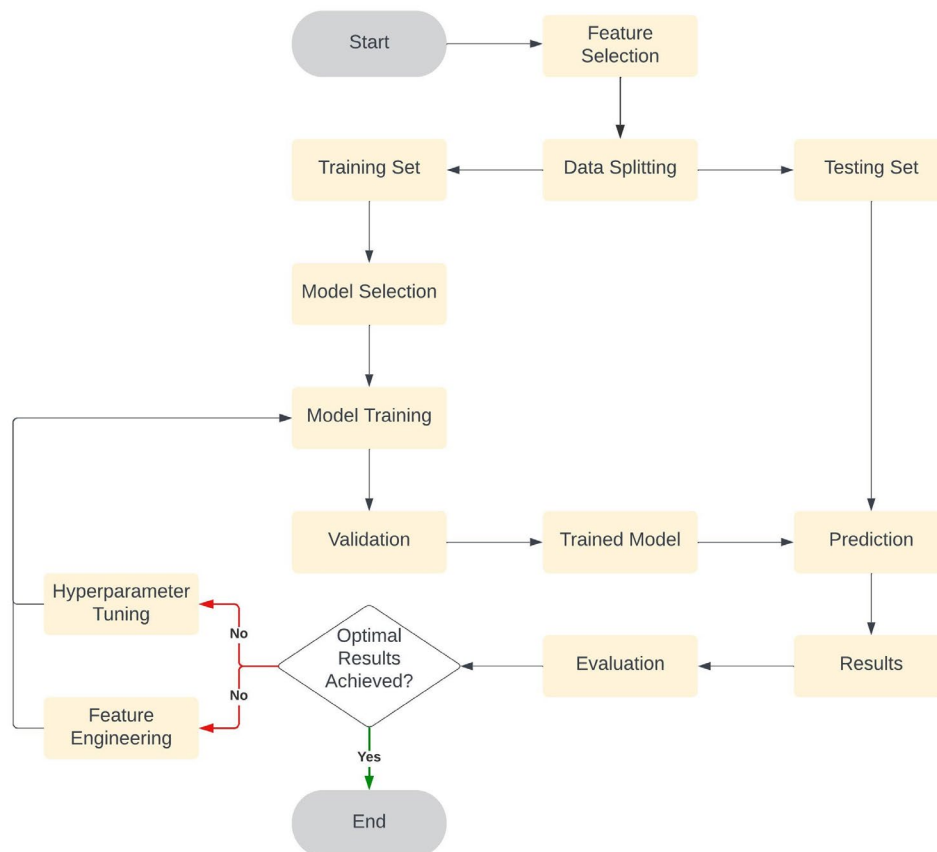 Start
Feature
Selection
Training Set
Data Splitting
Testing Set
Model Selection
Model Training
Validation
Trained Model
Prediction
Hyperparameter
Tuning
No
Optimal
Results
Achieved?
Evaluation
Results
No
Feature
Engineering
Yes
End